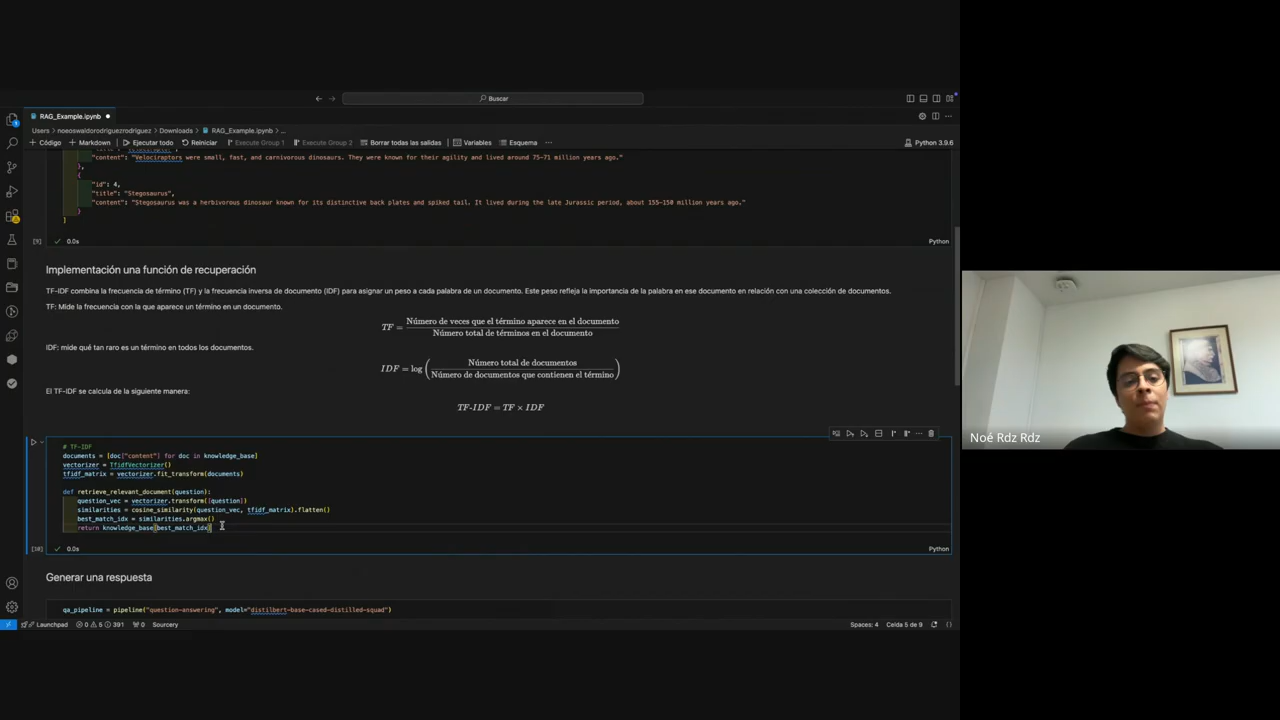 Buscar
RAG_Example.ipynb
Users > noeoswaldorodriguezrodriguez > Downloads > RAG_Example.ipynb > ...
+ Código + Markdown Ejecutar todo Reiniciar Execute Group 1 Execute Group 2 Borrar todas las salidas Variables Esquema ... Python 3.9.6
"content": "Velociraptors were small, fast, and carnivorous dinosaurs. They were known for their agility and lived around 75-71 million years ago."
},
{
"id": 4,
"title": "Stegosaurus",
"content": "Stegosaurus was a herbivorous dinosaur known for its distinctive back plates and spiked tail. It lived during the late Jurassic period, about 155-150 million years ago."
}
]
[9] 0.0s Python
Implementación una función de recuperación
TF-IDF combina la frecuencia de término (TF) y la frecuencia inversa de documento (IDF) para asignar un peso a cada palabra de un documento. Este peso refleja la importancia de la palabra en ese documento en relación con una colección de documentos.
TF: Mide la frecuencia con la que aparece un término en un documento.
TF = Número de veces que el término aparece en el documento
Número total de términos en el documento
IDF: mide qué tan raro es un término en todos los documentos.
IDF = log ( Número total de documentos
Número de documentos que contienen el término )
El TF-IDF se calcula de la siguiente manera:
TF-IDF = TF × IDF
# TF-IDF
documents = [doc["content"] for doc in knowledge_base]
vectorizer = TfidfVectorizer()
tfidf_matrix = vectorizer.fit_transform(documents)
def retrieve_relevant_document(question):
question_vec = vectorizer.transform([question])
similarities = cosine_similarity(question_vec, tfidf_matrix).flatten()
best_match_idx = similarities.argmax()
return knowledge_base[best_match_idx]
[10] 0.0s Python
Generar una respuesta
qa_pipeline = pipeline("question-answering", model="distilbert-base-cased-distilled-squad")
Launchpad 0 5 391 0 Sourcery Spaces: 4 Celda 5 de 9
Noé Rdz Rdz